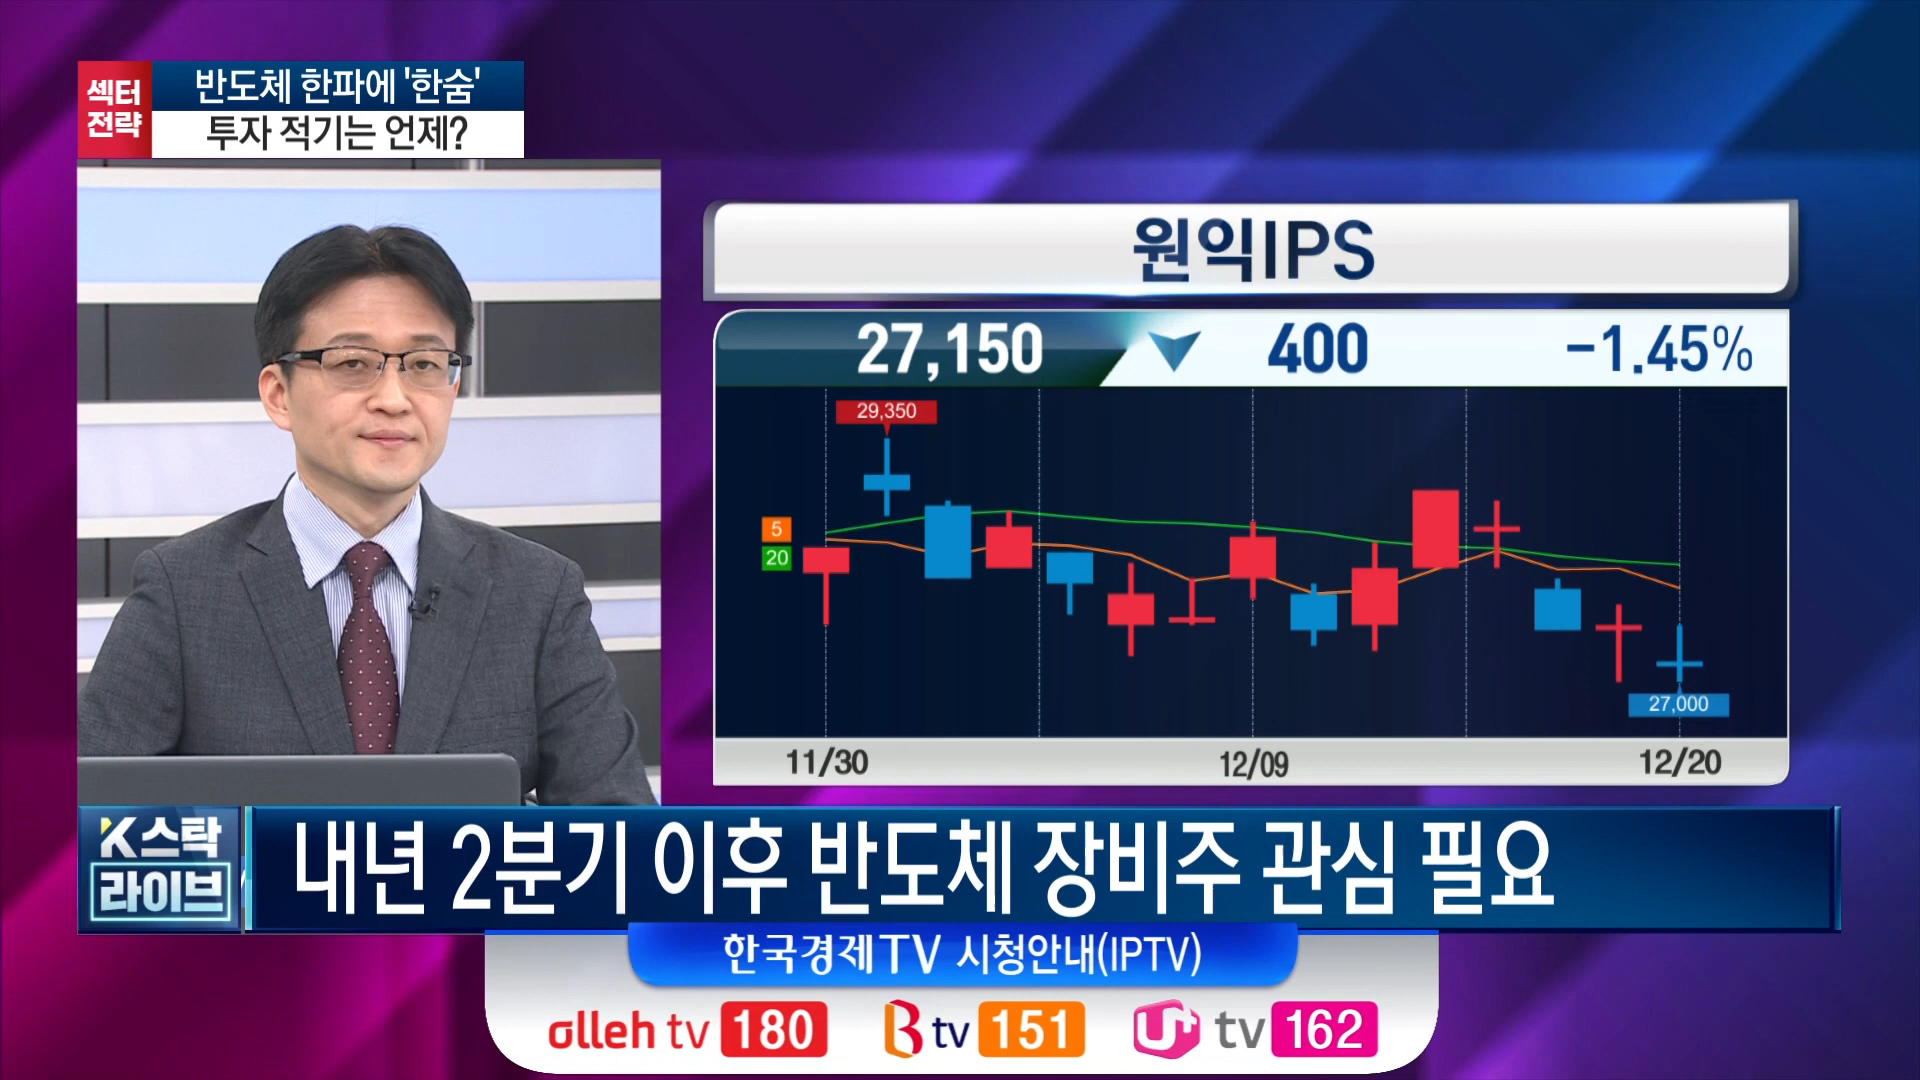 섹터
전략
반도체 한파에 '한숨'
투자 적기는 언제?
원익IPS
27,150 400 -1.45%
29,350
5
20
27,000
11/30 12/09 12/20
K스탁
라이브
내년 2분기 이후 반도체 장비주 관심 필요
한국경제TV 시청안내(IPTV)
olleh tv 180 B tv 151 U+ tv 162